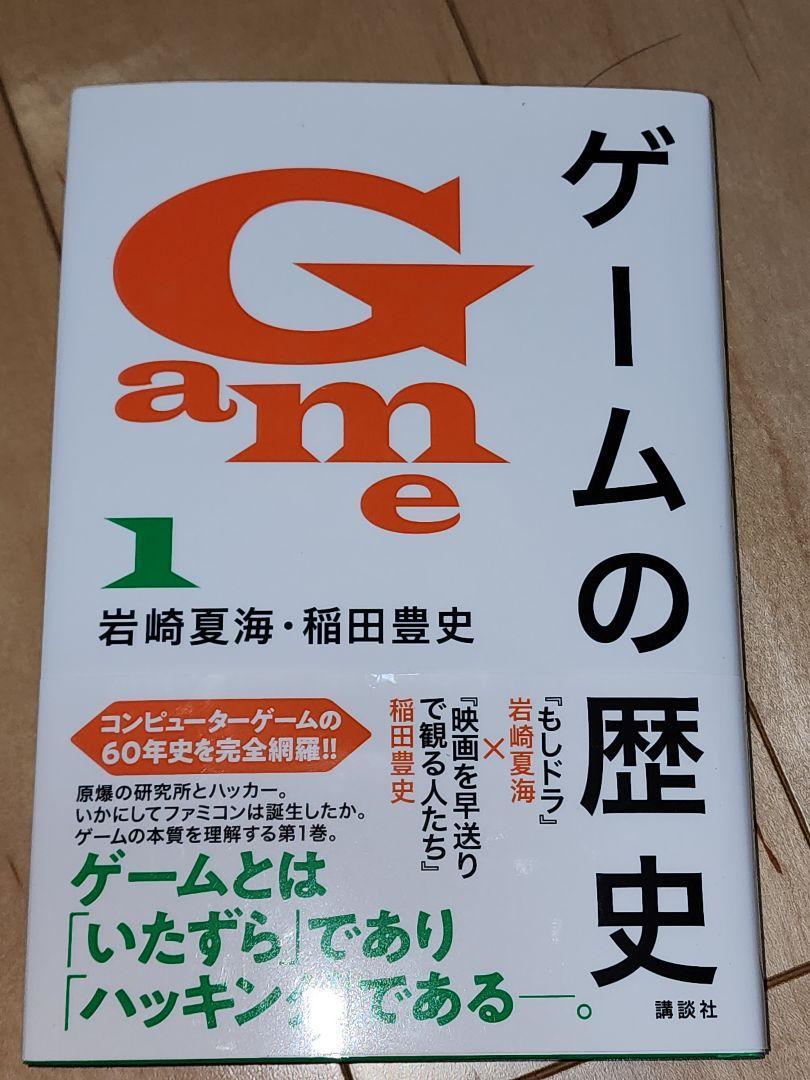 ゲームの歴史
Game
1
岩崎夏海・稲田豊史
『もしドラ』
岩崎夏海
×
『映画を早送り
で観る人たち』
稲田豊史
コンピューターゲームの
60年史を完全網羅!!
原爆の研究所とハッカー。
いかにしてファミコンは誕生したか。
ゲームの本質を理解する第1巻。
ゲームとは
「いたずら」であり
「ハッキング」である―。
講談社